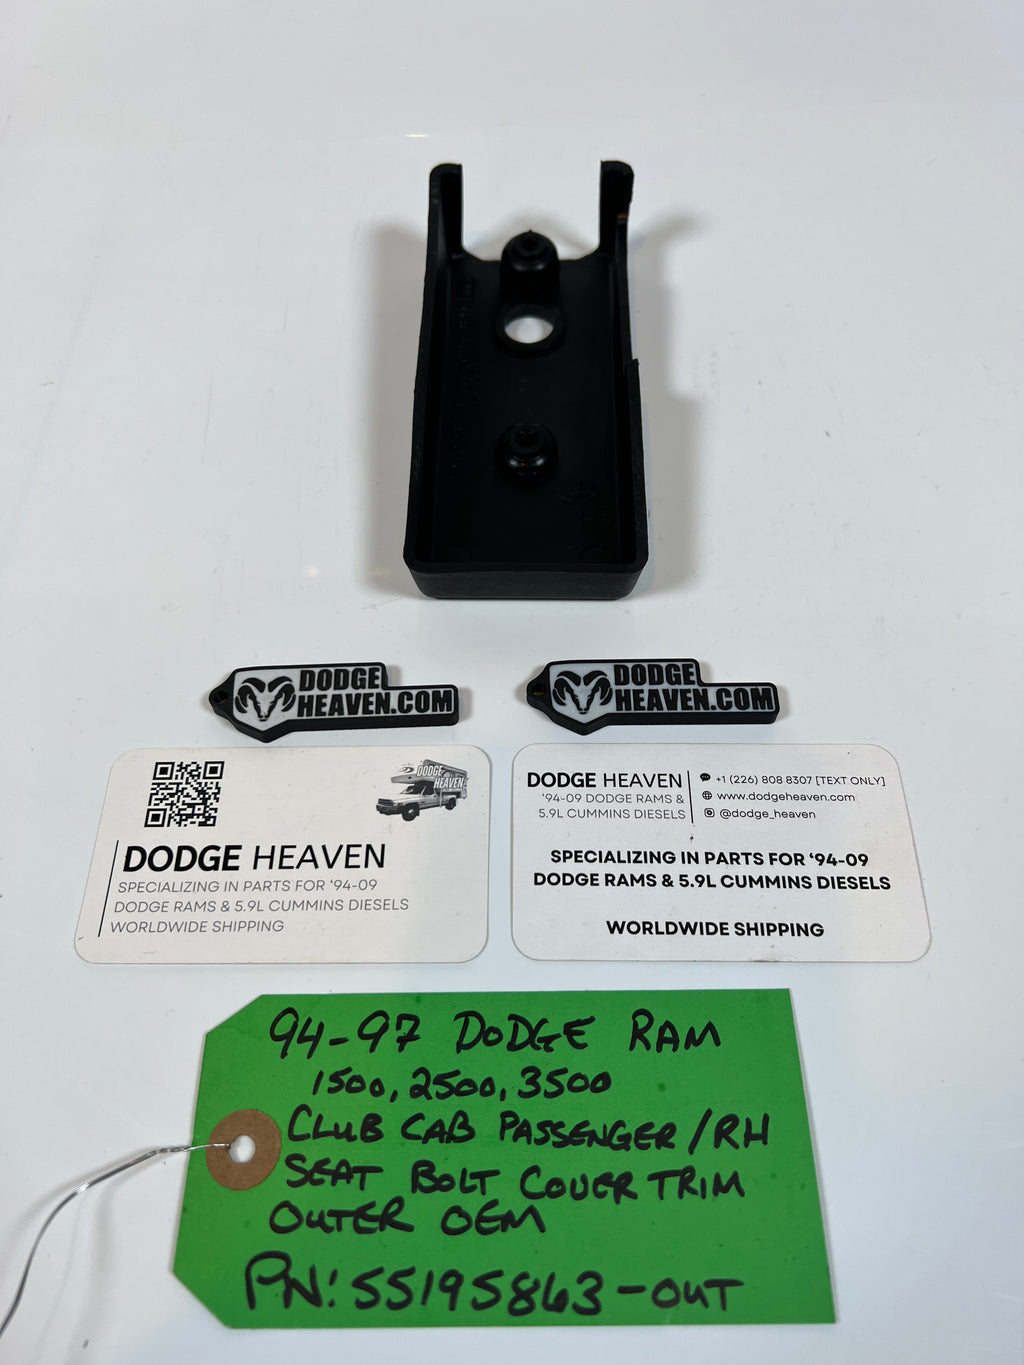 DODGE
HEAVEN.COM
DODGE
HEAVEN.COM
DODGE
HEAVEN
DODGE HEAVEN
SPECIALIZING IN PARTS FOR ‘94-09
DODGE RAMS & 5.9L CUMMINS DIESELS
WORLDWIDE SHIPPING
DODGE HEAVEN
‘94-09 DODGE RAMS &
5.9L CUMMINS DIESELS
+1 (226) 808 8307 [TEXT ONLY]
www.dodgeheaven.com
@dodge_heaven
SPECIALIZING IN PARTS FOR ‘94-09
DODGE RAMS & 5.9L CUMMINS DIESELS
WORLDWIDE SHIPPING
94-97 DODGE RAM
1500, 2500, 3500
CLUB CAB PASSENGER/RH
SEAT BOLT COVER TRIM
OUTER OEM
PN: 55195863-OUT